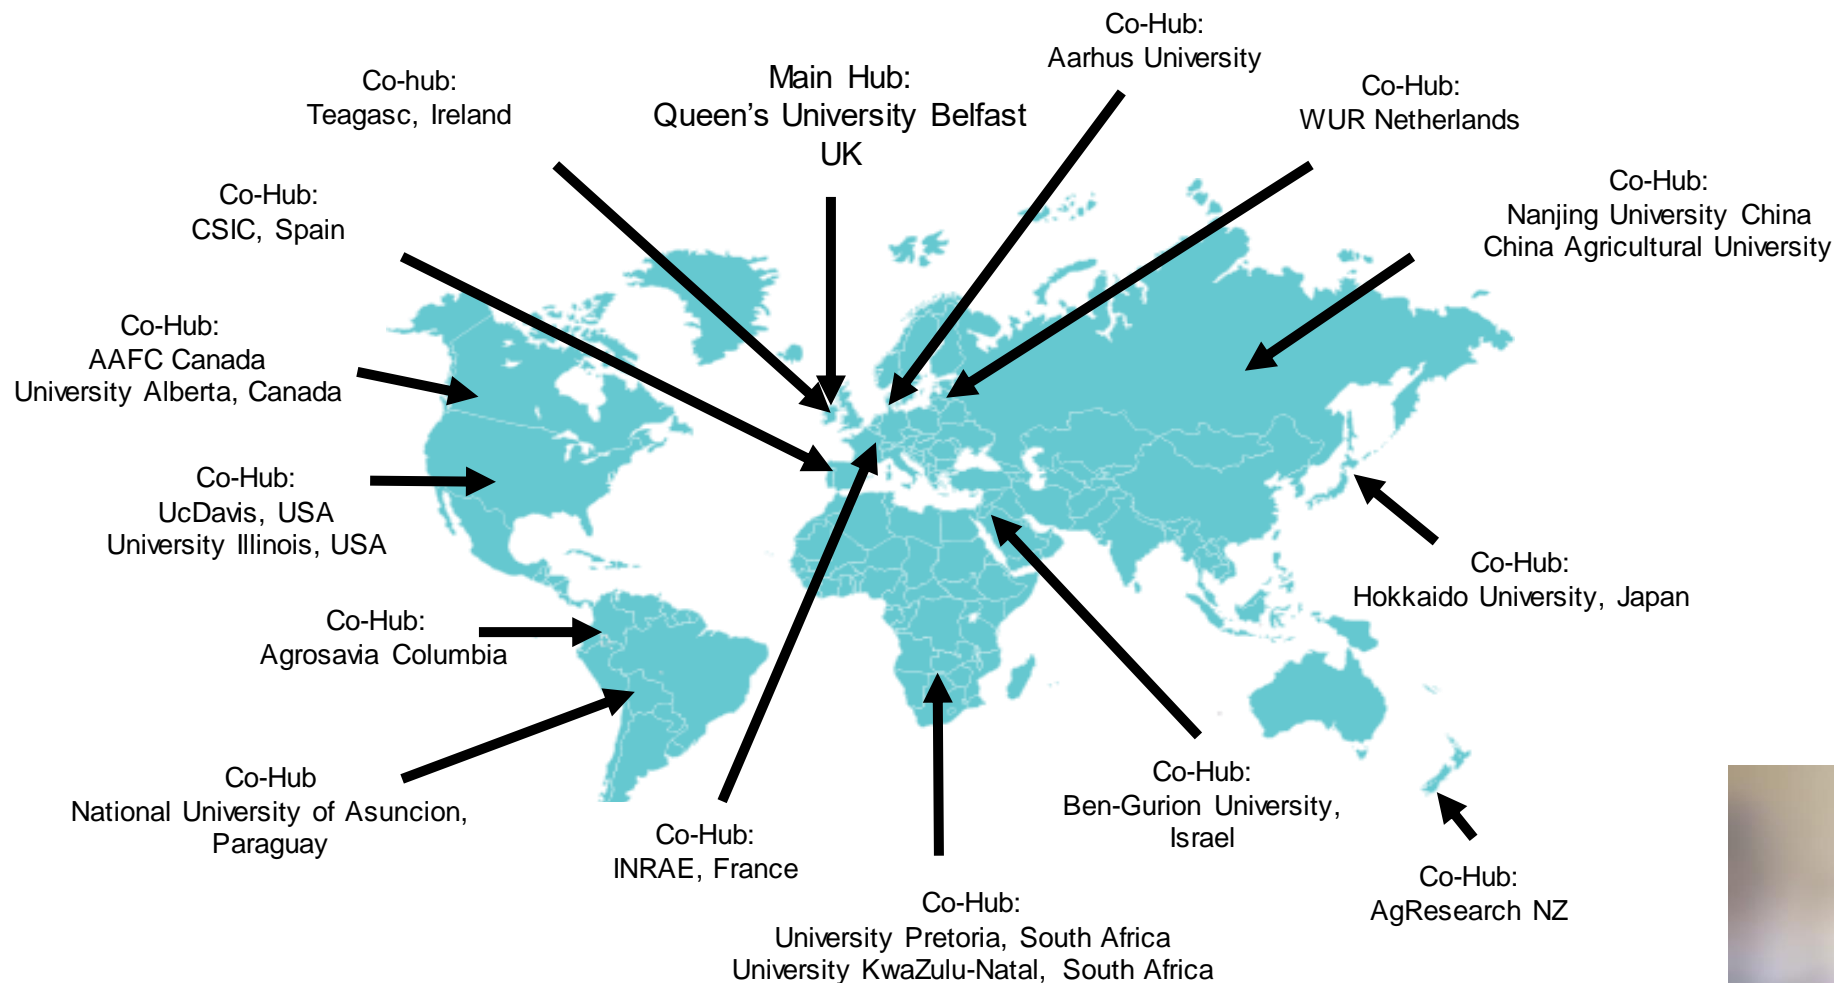 Co-Hub:
Aarhus University
Main Hub:
Queen's University Belfast
UK
Co-hub:
Teagasc, Ireland
Co-Hub:
WUR Netherlands
Co-Hub:
CSIC, Spain
Co-Hub:
Nanjing University China
China Agricultural University
Co-Hub:
AAFC Canada
University Alberta, Canada
Co-Hub:
UcDavis, USA
University Illinois, USA
Co-Hub:
Hokkaido University, Japan
Co-Hub:
Agrosavia Columbia
Co-Hub
National University of Asuncion,
Paraguay
Co-Hub:
INRAE, France
Co-Hub:
Ben-Gurion University,
Israel
Co-Hub:
AgResearch NZ
Co-Hub:
University Pretoria, South Africa
University KwaZulu-Natal, South Africa